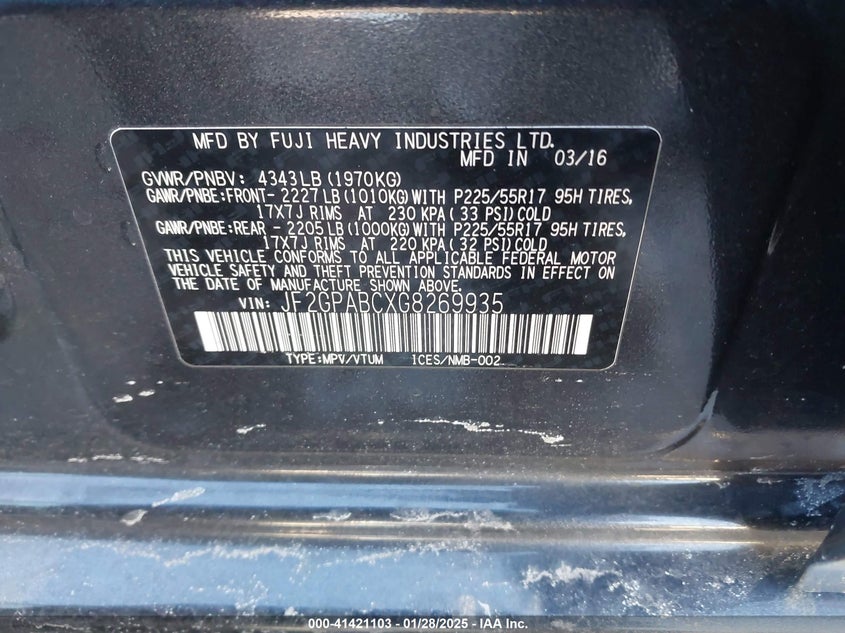 MFD BY FUJI HEAVY INDUSTRIES LTD.
MFD IN 03/16
GVWR/PNBV: 4343LB(1970KG)
GAWR/PNBE:FRONT-2227LB(1010KG)WITH P225/55R17 95H TIRES,
17X7J RIMS AT 230 KPA(33 PSI)COLD
GAWR/PNBE:REAR -2205LB(1000KG)WITH P225/55R17 95H TIRES,
17X7J RIMS AT 220 KPA(32 PSI)COLD
THIS VEHICLE CONFORMS TO ALL APPLICABLE FEDERAL MOTOR
VEHICLE SAFETY AND THEFT PREVENTION STANDARDS IN EFFECT ON
THE DATE OF MANUFACTURE SHOWN ABOVE.
VIN: JF2GPABCXG8269935
TYPE:MPV/VTUM ICES/NMB-002
000-41421103 - 01/28/2025 - IAA Inc.